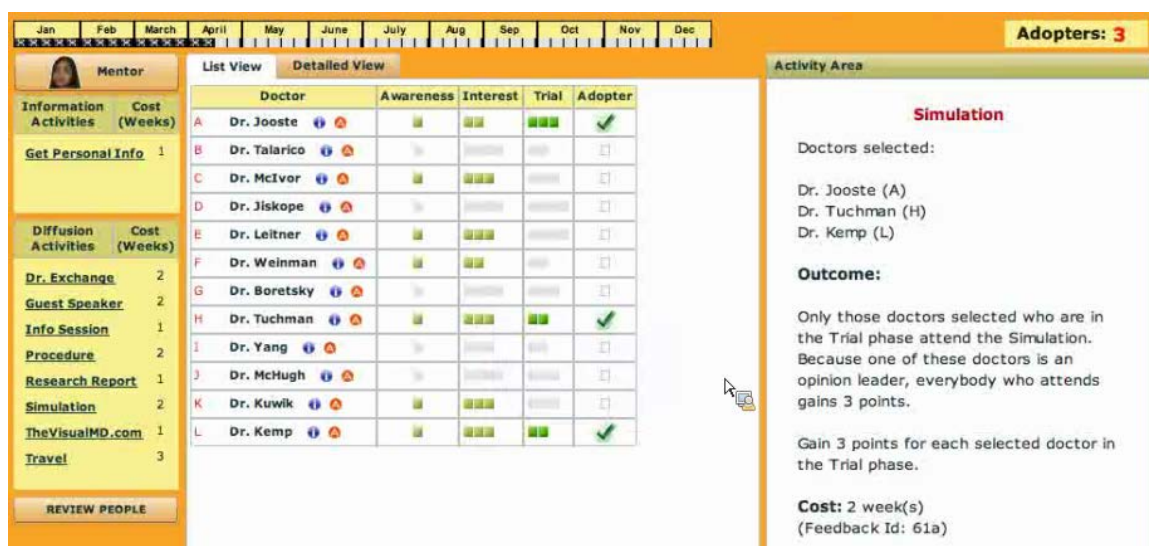 Jan Feb March April May June July Aug Sep Oct Nov Dec
Adopters: 3
Mentor
List View Detailed View
Activity Area
Information Activities Cost (Weeks)
Get Personal Info 1
Diffusion Activities Cost (Weeks)
Dr. Exchange 2
Guest Speaker 2
Info Session 1
Procedure 2
Research Report 1
Simulation 2
TheVisualMD.com 1
Travel 3
REVIEW PEOPLE
Doctor Awareness Interest Trial Adopter
A Dr. Jooste i A
B Dr. Talarico i A
C Dr. McIvor i A
D Dr. Jiskope i A
E Dr. Leitner i A
F Dr. Weinman i A
G Dr. Boretsky i A
H Dr. Tuchman i A
I Dr. Yang i A
J Dr. McHugh i A
K Dr. Kuwik i A
L Dr. Kemp i A
Simulation
Doctors selected:
Dr. Jooste (A)
Dr. Tuchman (H)
Dr. Kemp (L)
Outcome:
Only those doctors selected who are in
the Trial phase attend the Simulation.
Because one of these doctors is an
opinion leader, everybody who attends
gains 3 points.
Gain 3 points for each selected doctor in
the Trial phase.
Cost: 2 week(s)
(Feedback Id: 61a)